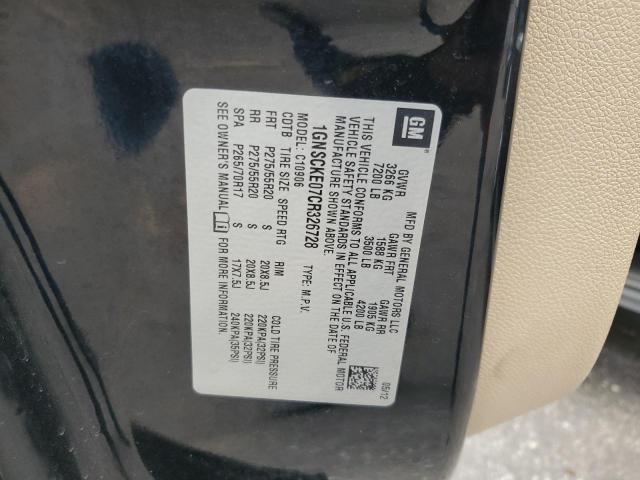 GM
MFD BY GENERAL MOTORS LLC 05/12
GVWR GAWR FRT GAWR RR
3266 KG 1588 KG 1905 KG
7200 LB 3500 LB 4200 LB
THIS VEHICLE CONFORMS TO ALL APPLICABLE U.S. FEDERAL MOTOR
VEHICLE SAFETY STANDARDS IN EFFECT ON THE DATE OF
MANUFACTURE SHOWN ABOVE.
1GNSCKE07CR326728 TYPE: M.P.V.
MODEL: C10906
CDTB TIRE SIZE SPEED RTG RIM COLD TIRE PRESSURE
FRT P275/55R20 S 20X8.5J 220KPA(32PSI)
RR P275/55R20 S 20X8.5J 220KPA(32PSI)
SPA P265/70R17 S 17X7.5J 240KPA(35PSI)
SEE OWNER'S MANUAL FOR MORE INFORMATION.